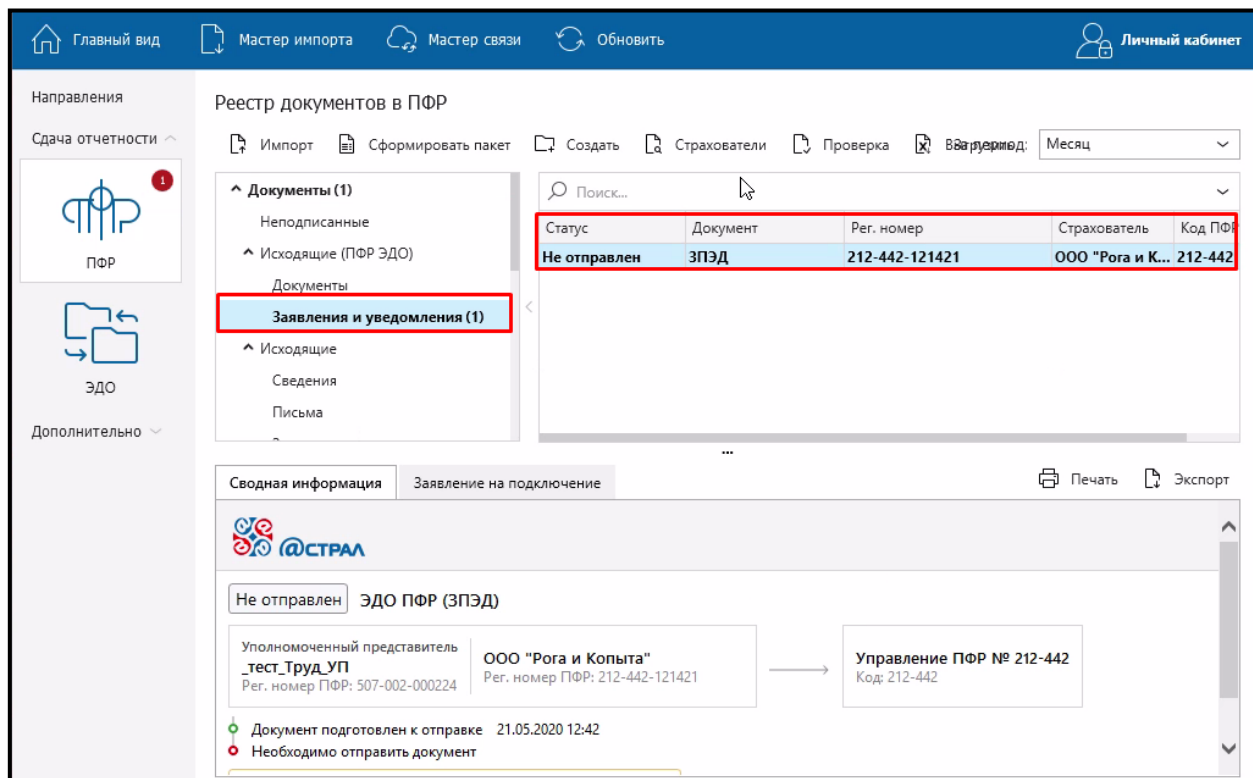 Главный вид Мастер импорта Мастер связи Обновить Личный кабинет
Направления
Сдача отчетности
1
ПФР
ЭДО
Дополнительно
Реестр документов в ПФР
Импорт Сформировать пакет Создать Страхователи Проверка За период: Месяц
Документы (1)
Неподписанные
Исходящие (ПФР ЭДО)
Документы
Заявления и уведомления (1)
Исходящие
Сведения
Письма
Поиск...
Статус Документ Рег. номер Страхователь Код ПФР
Не отправлен ЗПЭД 212-442-121421 ООО "Рога и К... 212-442
...
Сводная информация Заявление на подключение Печать Экспорт
@СТРАЛ
Не отправлен ЭДО ПФР (ЗПЭД)
Уполномоченный представитель
_тест_Труд_УП
Рег. номер ПФР: 507-002-000224
ООО "Рога и Копыта"
Рег. номер ПФР: 212-442-121421
Управление ПФР № 212-442
Код: 212-442
Документ подготовлен к отправке 21.05.2020 12:42
Необходимо отправить документ